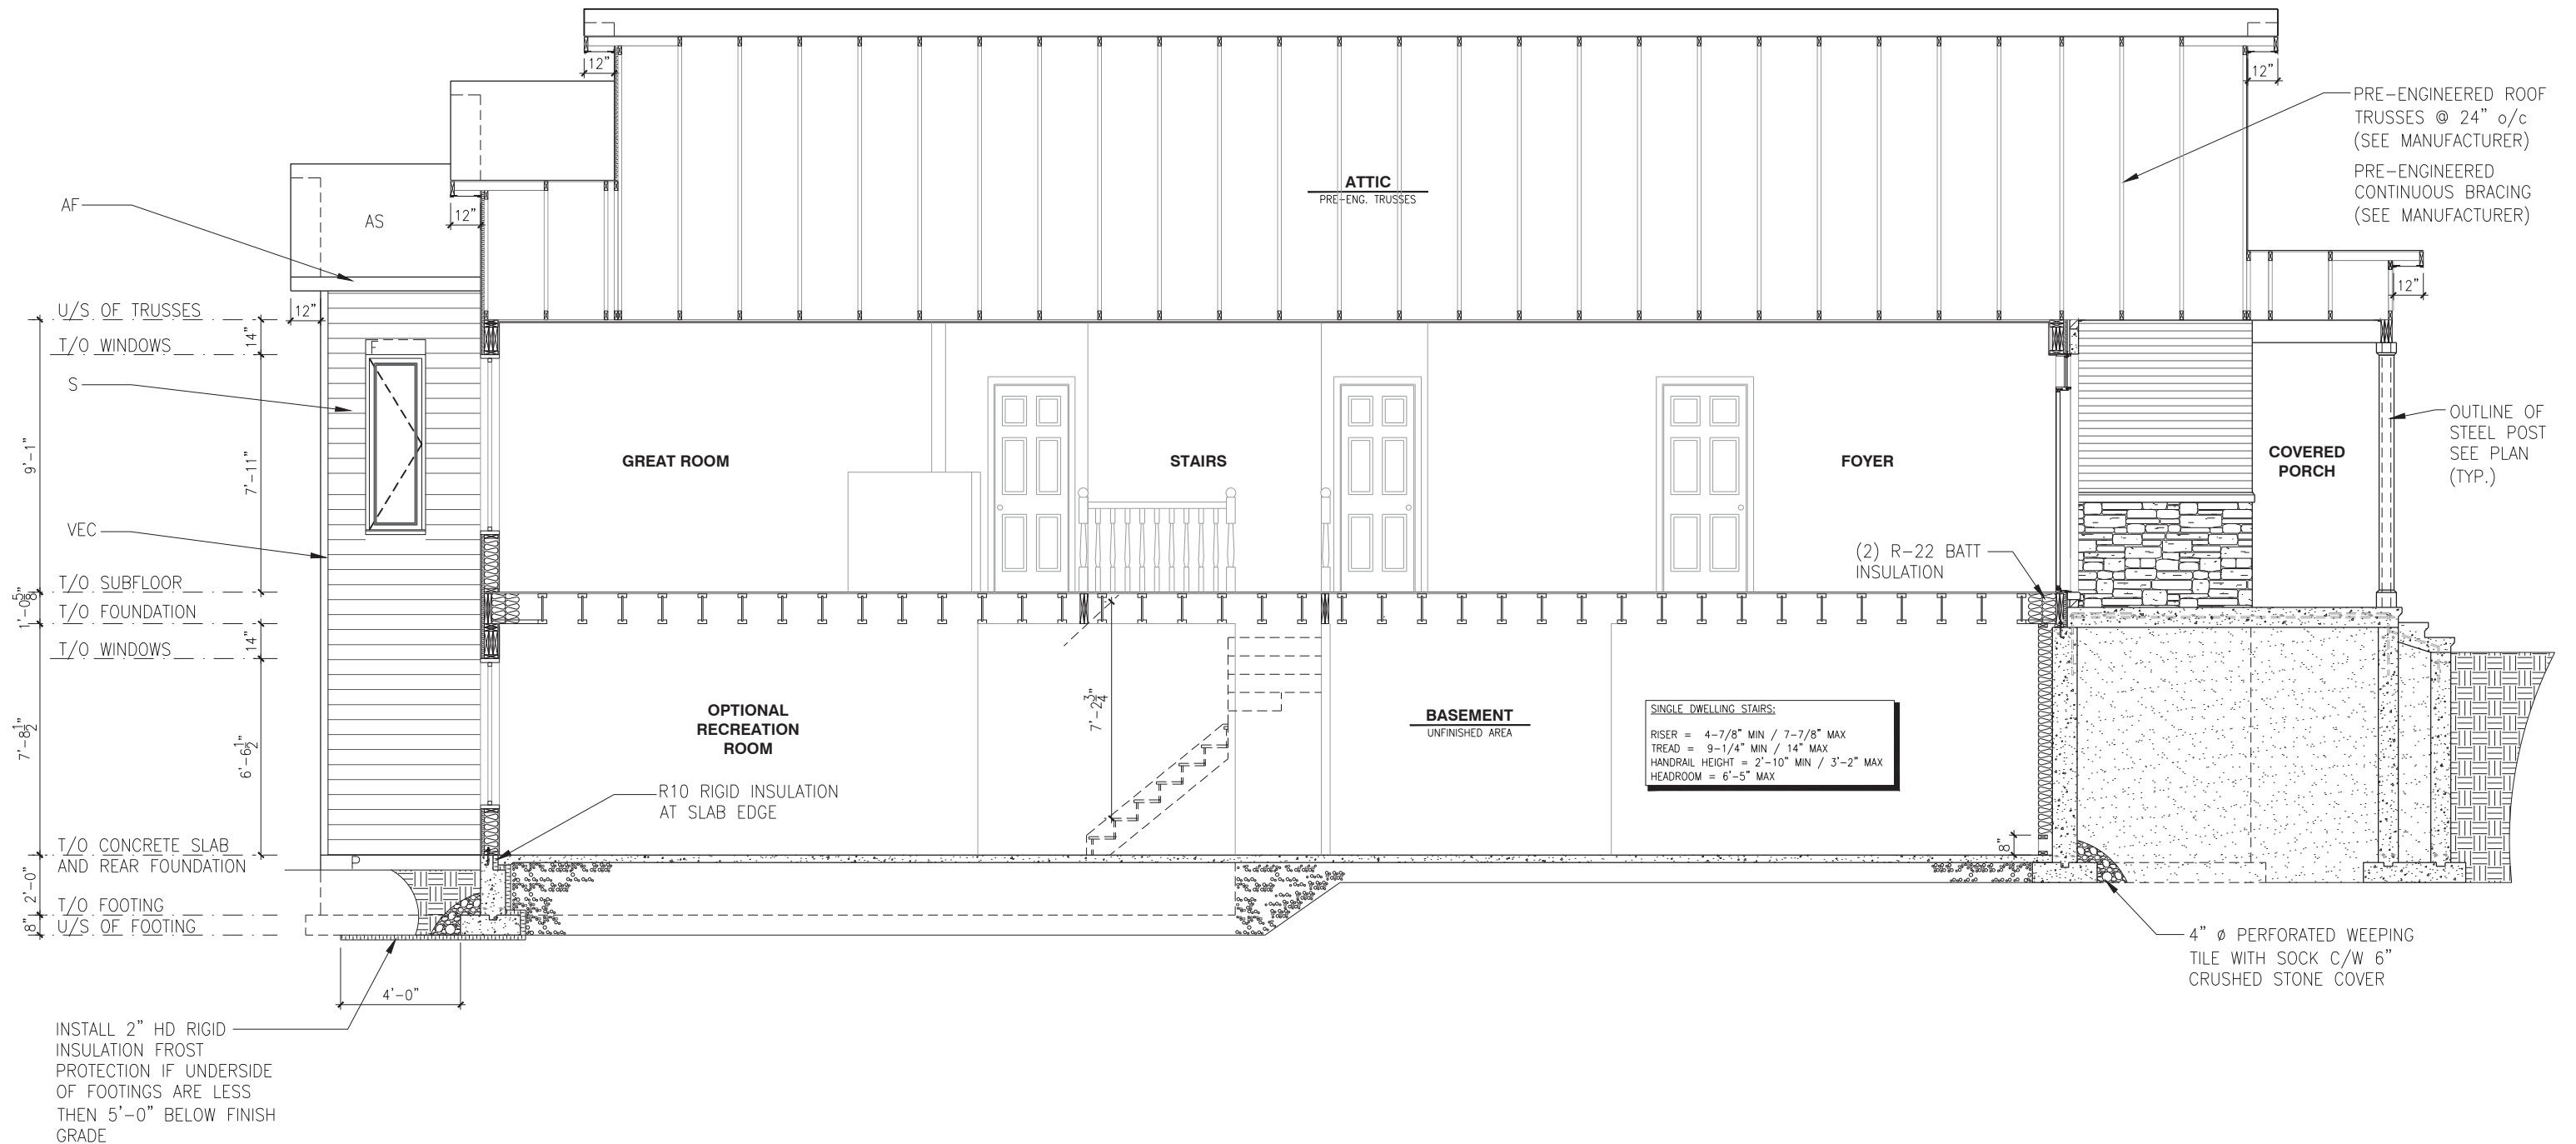 12"
12"
PRE-ENGINEERED ROOF
TRUSSES @ 24" o/c
(SEE MANUFACTURER)
PRE-ENGINEERED
CONTINUOUS BRACING
(SEE MANUFACTURER)
ATTIC
PRE-ENG. TRUSSES
AF
AS
12"
12"
12"
U/S OF TRUSSES
14"
T/O WINDOWS
F
S
9'-1"
7'-11"
GREAT ROOM
STAIRS
FOYER
COVERED
PORCH
OUTLINE OF
STEEL POST
SEE PLAN
(TYP.)
VEC
(2) R-22 BATT
INSULATION
T/O SUBFLOOR
1'-0 5/8"
T/O FOUNDATION
14"
T/O WINDOWS
7'-8 1/2"
6'-6 1/2"
7'-2 3/4"
OPTIONAL
RECREATION
ROOM
BASEMENT
UNFINISHED AREA
SINGLE DWELLING STAIRS:
RISER = 4-7/8" MIN / 7-7/8" MAX
TREAD = 9-1/4" MIN / 14" MAX
HANDRAIL HEIGHT = 2'-10" MIN / 3'-2" MAX
HEADROOM = 6'-5" MAX
R10 RIGID INSULATION
AT SLAB EDGE
8"
T/O CONCRETE SLAB
AND REAR FOUNDATION
P
2'-0"
T/O FOOTING
8"
U/S OF FOOTING
4" ø PERFORATED WEEPING
TILE WITH SOCK C/W 6"
CRUSHED STONE COVER
4'-0"
INSTALL 2" HD RIGID
INSULATION FROST
PROTECTION IF UNDERSIDE
OF FOOTINGS ARE LESS
THEN 5'-0" BELOW FINISH
GRADE